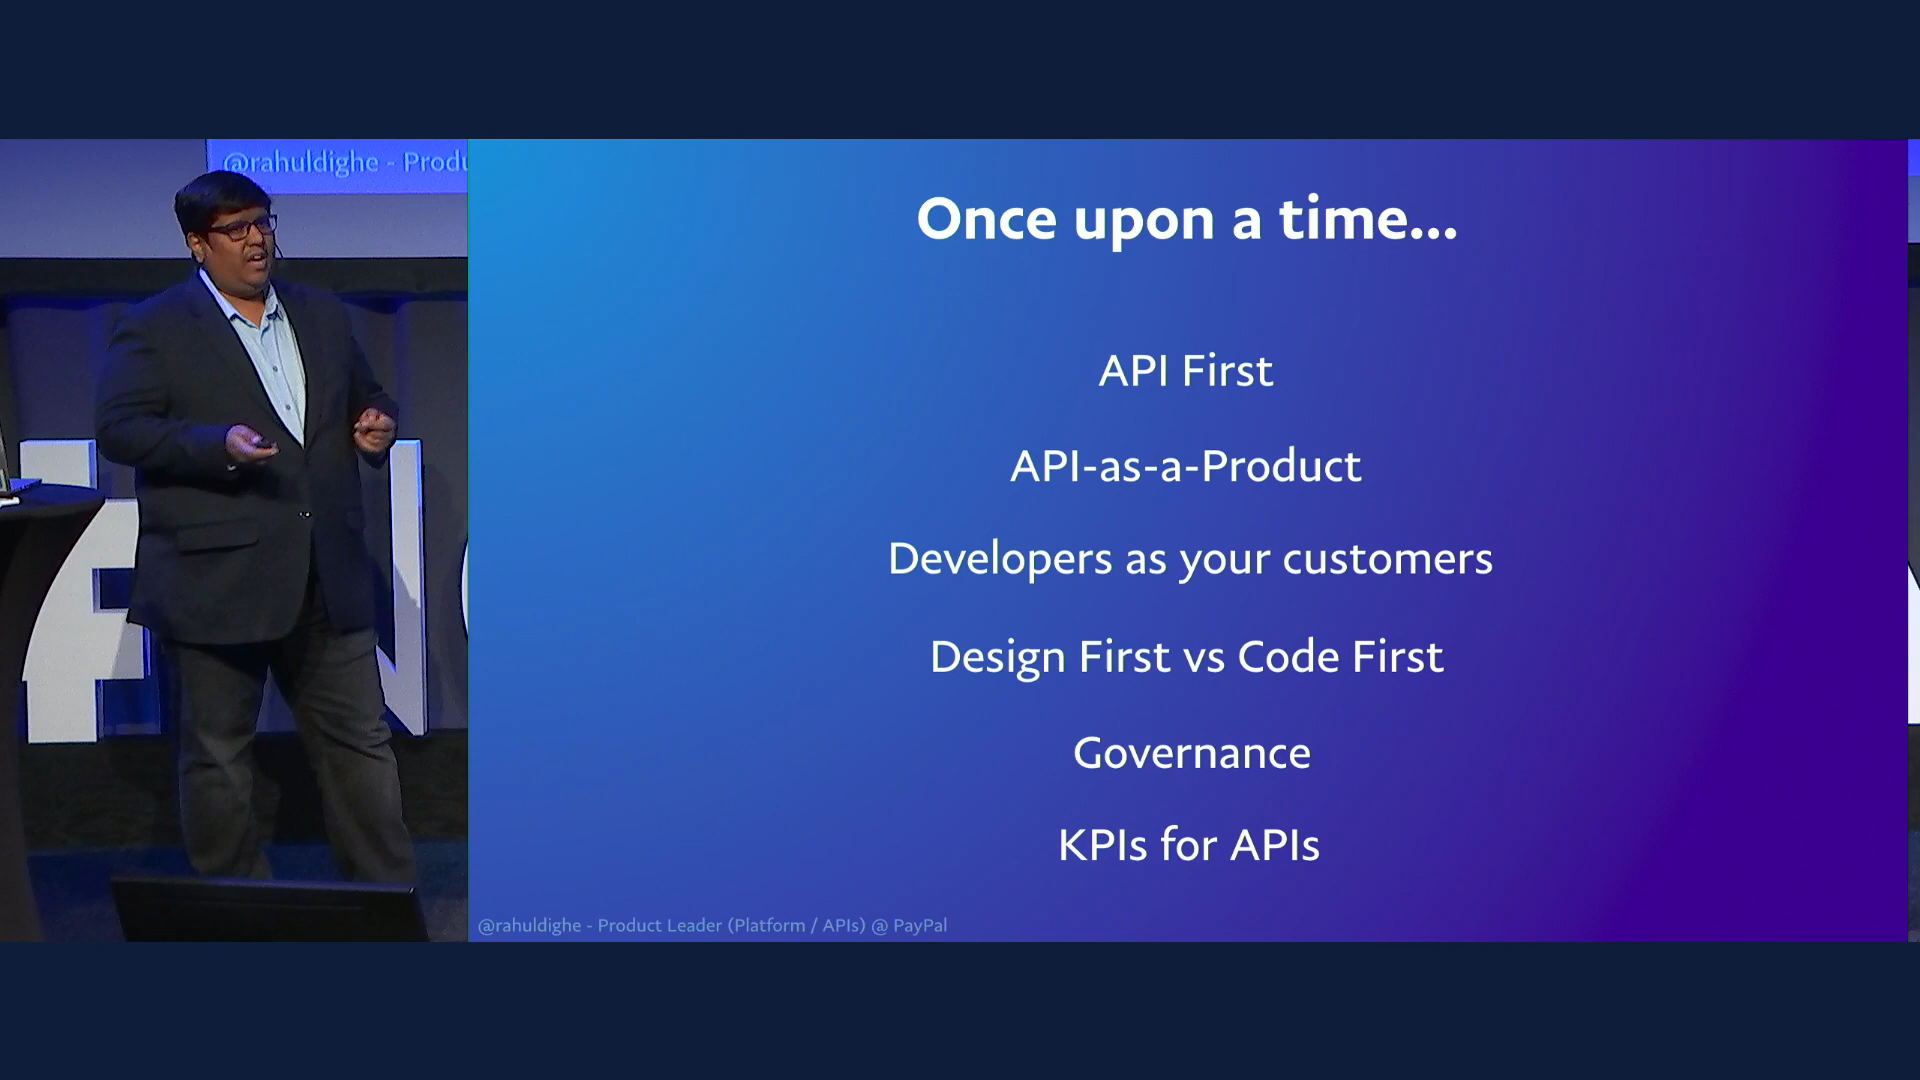 @rahuldighe - Produ
Once upon a time...
API First
API-as-a-Product
Developers as your customers
Design First vs Code First
Governance
KPIs for APIs
@rahuldighe - Product Leader (Platform / APIs) @ PayPal